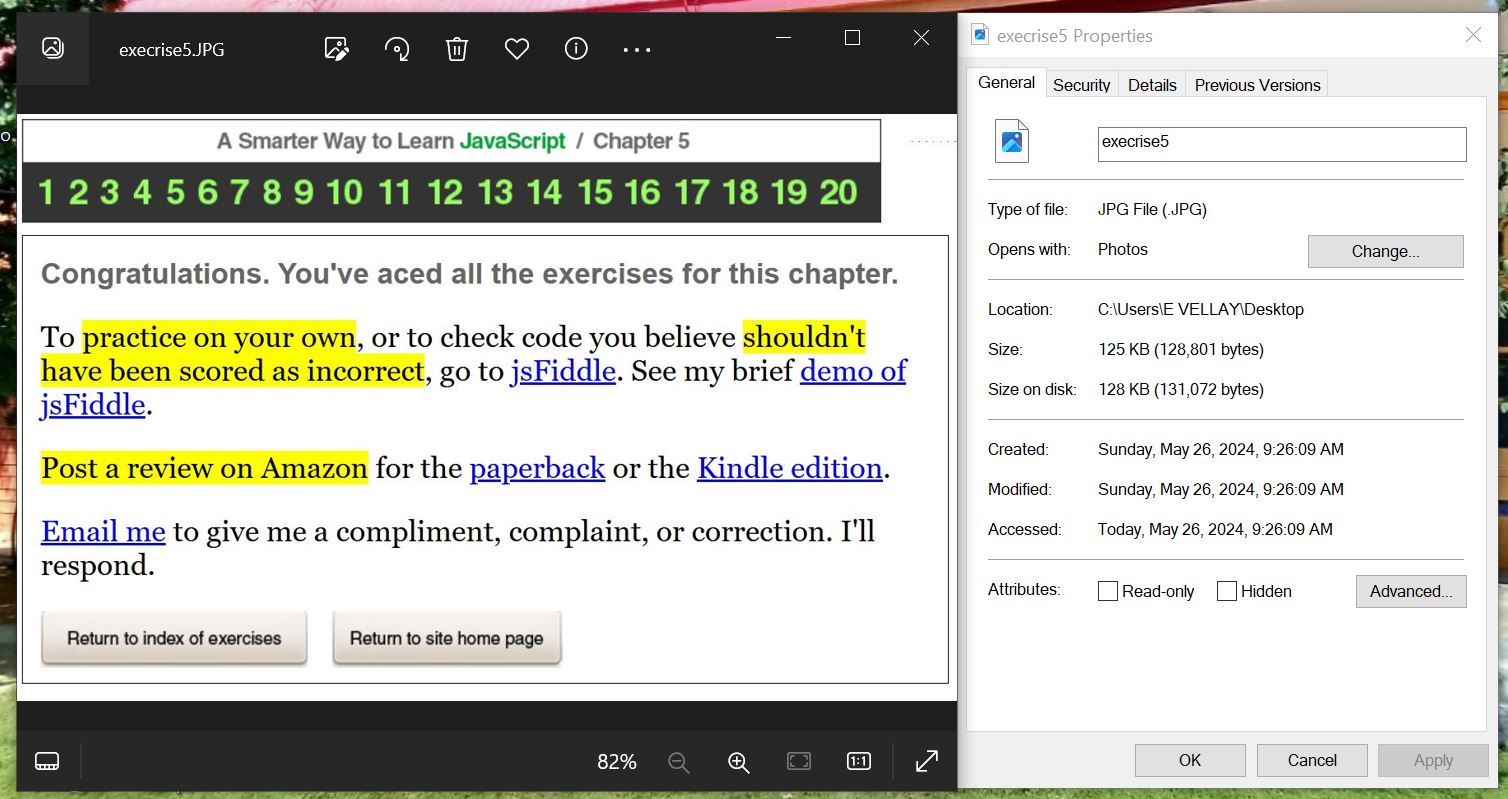 execrise5.JPG
A Smarter Way to Learn JavaScript / Chapter 5
1 2 3 4 5 6 7 8 9 10 11 12 13 14 15 16 17 18 19 20
Congratulations. You've aced all the exercises for this chapter.
To practice on your own, or to check code you believe shouldn't
have been scored as incorrect, go to jsFiddle. See my brief demo of
jsFiddle.
Post a review on Amazon for the paperback or the Kindle edition.
Email me to give me a compliment, complaint, or correction. I'll
respond.
Return to index of exercises Return to site home page
82%
1:1
execrise5 Properties
General Security Details Previous Versions
execrise5
Type of file: JPG File (.JPG)
Opens with: Photos Change...
Location: C:\Users\E VELLAY\Desktop
Size: 125 KB (128,801 bytes)
Size on disk: 128 KB (131,072 bytes)
Created: Sunday, May 26, 2024, 9:26:09 AM
Modified: Sunday, May 26, 2024, 9:26:09 AM
Accessed: Today, May 26, 2024, 9:26:09 AM
Attributes: Read-only Hidden Advanced...
OK Cancel Apply